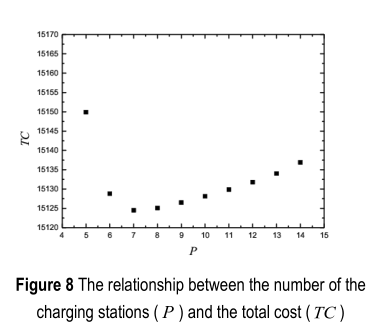 15170
15165
15160
15155
15150
15145
15140
15135
15130
15125
15120
TC
4 5 6 7 8 9 10 11 12 13 14 15
P
Figure 8 The relationship between the number of the
charging stations ( P ) and the total cost ( TC )